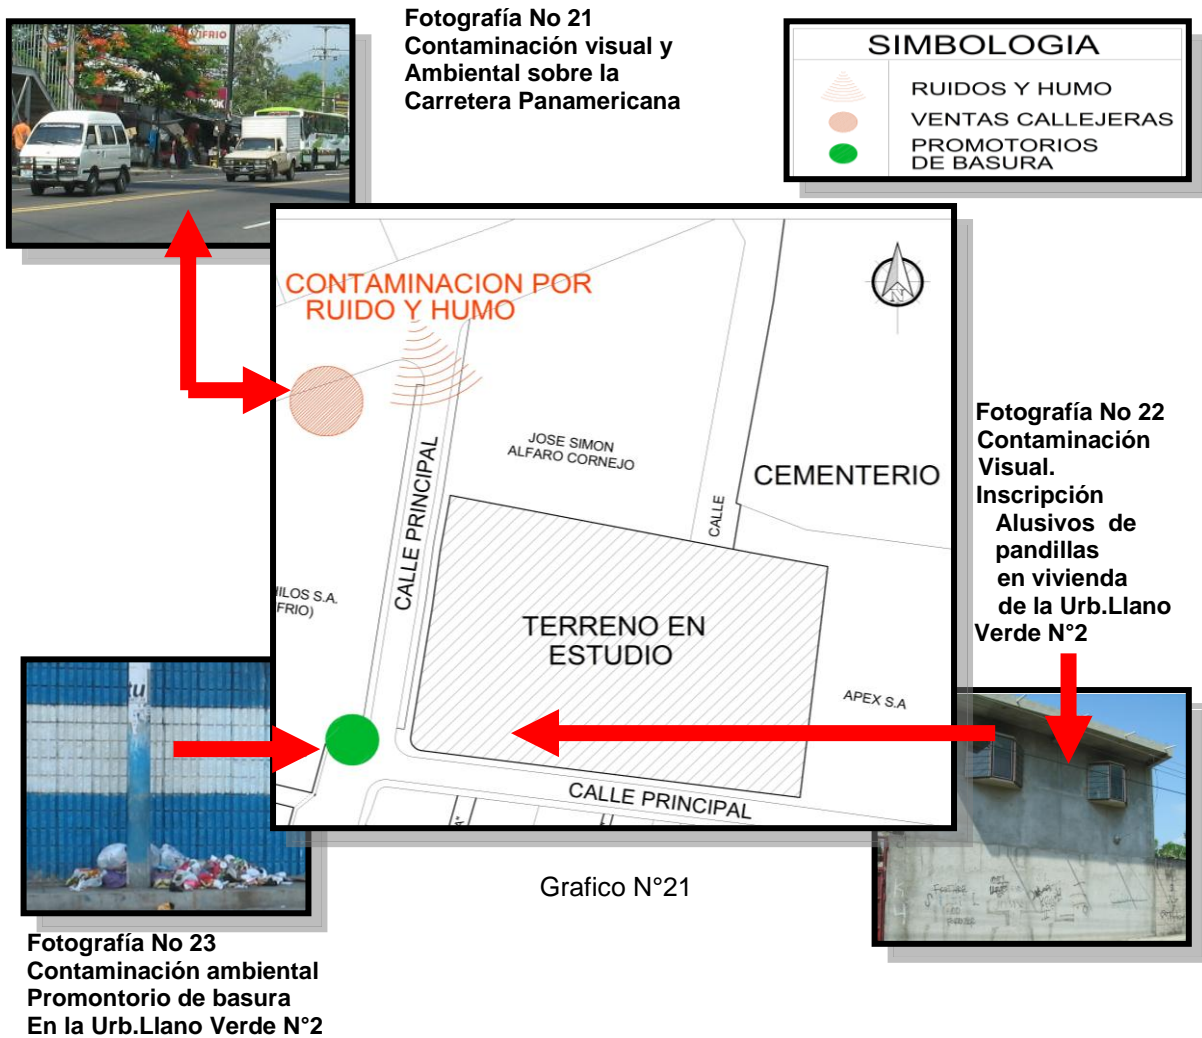 Fotografía No 21
Contaminación visual y
Ambiental sobre la
Carretera Panamericana
SIMBOLOGIA
RUIDOS Y HUMO
VENTAS CALLEJERAS
PROMOTORIOS
DE BASURA
CONTAMINACION POR
RUIDO Y HUMO
N
JOSE SIMON
ALFARO CORNEJO
CEMENTERIO
CALLE
CALLE PRINCIPAL
HILOS S.A.
FRIO)
TERRENO EN
ESTUDIO
APEX S.A
CALLE PRINCIPAL
Fotografía No 22
Contaminación
Visual.
Inscripción
Alusivos de
pandillas
en vivienda
de la Urb.Llano
Verde N°2
tu
Grafico N°21
Fotografía No 23
Contaminación ambiental
Promontorio de basura
En la Urb.Llano Verde N°2